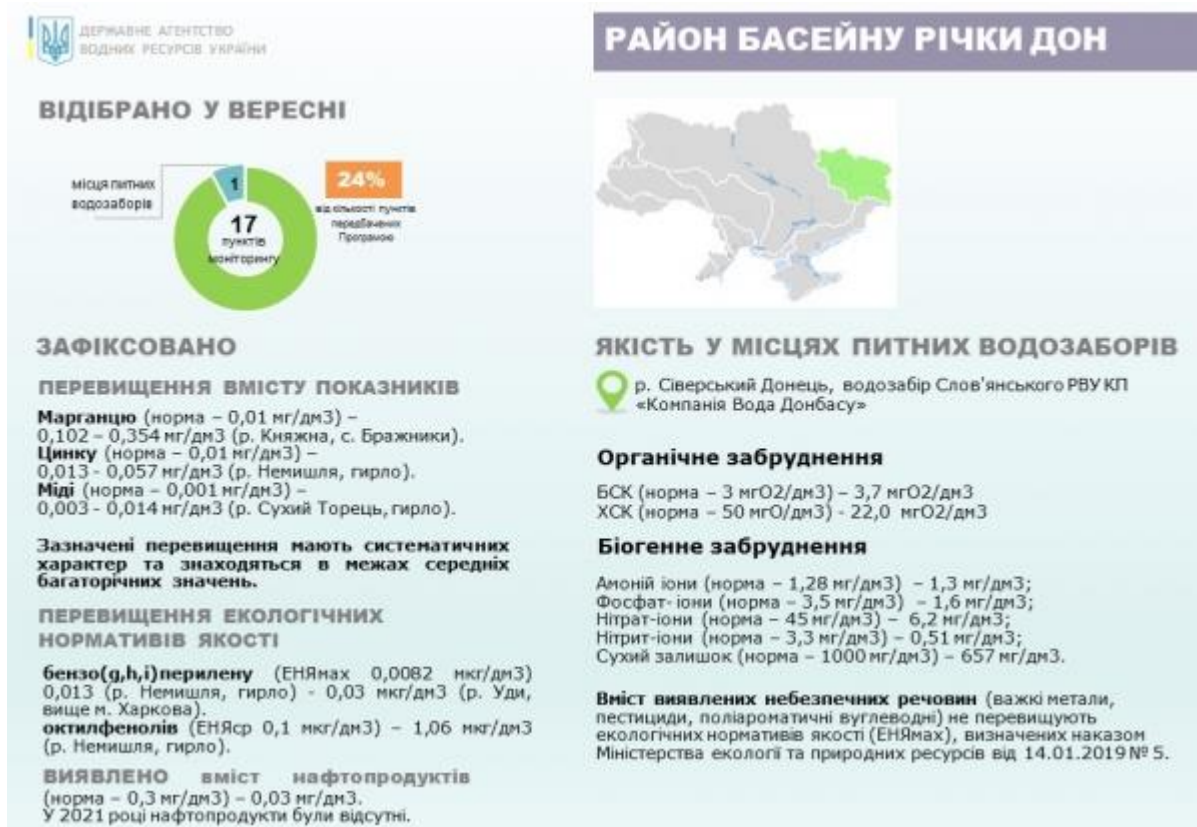 ДЕРЖАВНЕ АГЕНТСТВО
ВОДНИХ РЕСУРСІВ УКРАЇНИ
РАЙОН БАСЕЙНУ РІЧКИ ДОН
ВІДІБРАНО У ВЕРЕСНІ
місця питних
водозаборів
1
17
пунктів
моніторингу
24%
від кількості пунктів
передбачених
Програмою
ЗАФІКСОВАНО
ПЕРЕВИЩЕННЯ ВМІСТУ ПОКАЗНИКІВ
Марганцю (норма – 0,01 мг/дм3) –
0,102 – 0,354 мг/дм3 (р. Княжна, с. Бражники).
Цинку (норма – 0,01 мг/дм3) –
0,013 - 0,057 мг/дм3 (р. Немишля, гирло).
Міді (норма – 0,001 мг/дм3) –
0,003 - 0,014 мг/дм3 (р. Сухий Торець, гирло).
Зазначені перевищення мають систематичних
характер та знаходяться в межах середніх
багаторічних значень.
ПЕРЕВИЩЕННЯ ЕКОЛОГІЧНИХ
НОРМАТИВІВ ЯКОСТІ
бензо(g,h,i)перилену (ЕНЯмах 0,0082 мкг/дм3)
0,013 (р. Немишля, гирло) - 0,03 мкг/дм3 (р. Уди,
вище м. Харкова).
октилфенолів (ЕНЯср 0,1 мкг/дм3) – 1,06 мкг/дм3
(р. Немишля, гирло).
ВИЯВЛЕНО вміст нафтопродуктів
(норма – 0,3 мг/дм3) – 0,03 мг/дм3.
У 2021 році нафтопродукти були відсутні.
ЯКІСТЬ У МІСЦЯХ ПИТНИХ ВОДОЗАБОРІВ
р. Сіверський Донець, водозабір Слов'янського РВУ КП
«Компанія Вода Донбасу»
Органічне забруднення
БСК (норма – 3 мгО2/дм3) – 3,7 мгО2/дм3
ХСК (норма – 50 мгО/дм3) - 22,0 мгО2/дм3
Біогенне забруднення
Амоній іони (норма – 1,28 мг/дм3) – 1,3 мг/дм3;
Фосфат-іони (норма – 3,5 мг/дм3) – 1,6 мг/дм3;
Нітрат-іони (норма – 45 мг/дм3) – 6,2 мг/дм3;
Нітрит-іони (норма – 3,3 мг/дм3) – 0,51 мг/дм3;
Сухий залишок (норма – 1000 мг/дм3) – 657 мг/дм3.
Вміст виявлених небезпечних речовин (важкі метали,
пестициди, поліароматичні вуглеводні) не перевищують
екологічних нормативів якості (ЕНЯмах), визначених наказом
Міністерства екології та природних ресурсів від 14.01.2019 № 5.